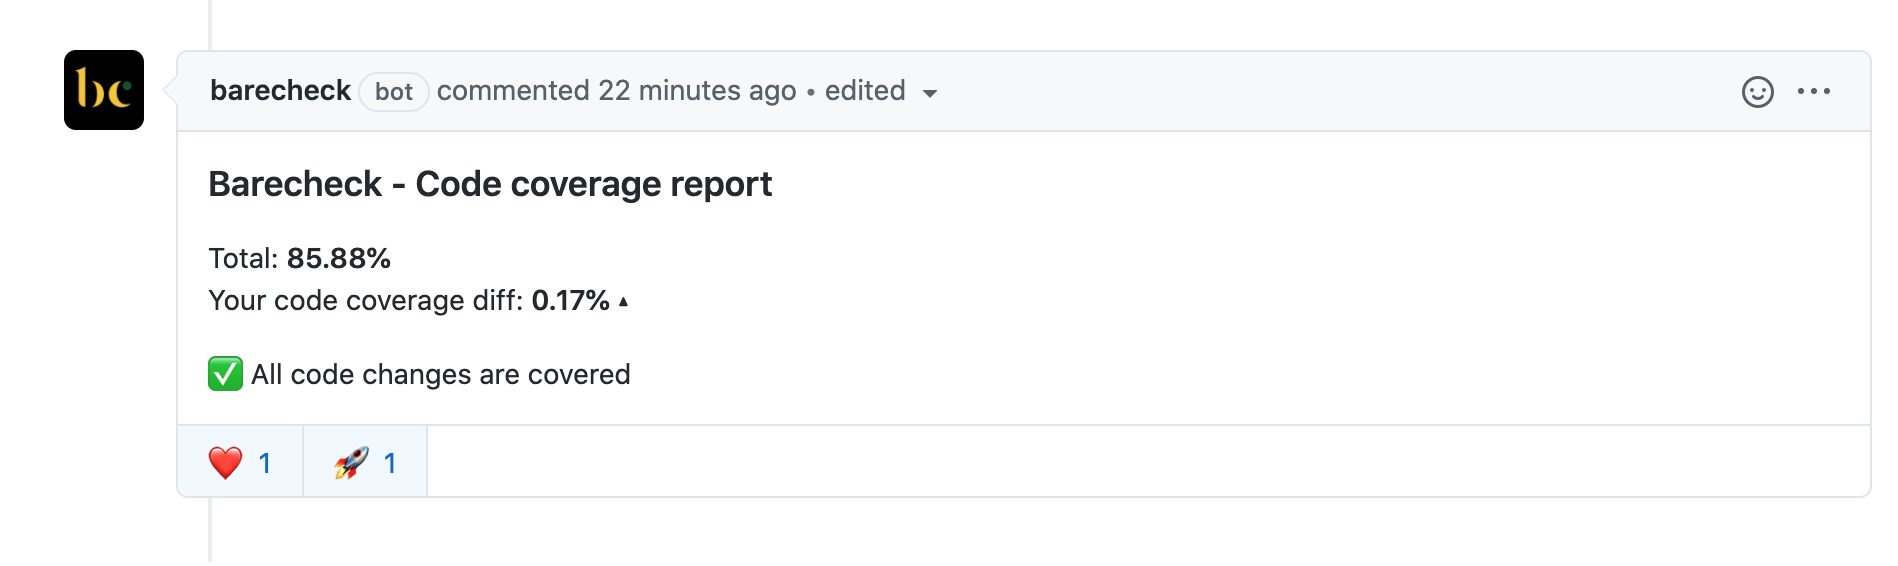 bc
barecheck bot commented 22 minutes ago • edited
Barecheck - Code coverage report
Total: 85.88%
Your code coverage diff: 0.17% ▴
✅ All code changes are covered
❤️ 1 🚀 1